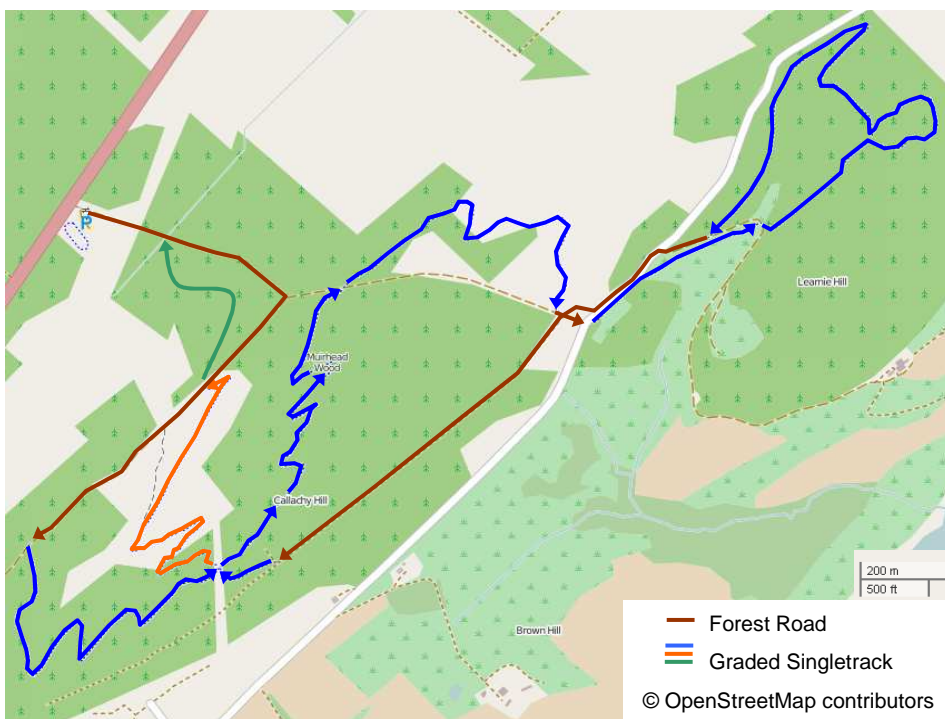 Learnie Hill
Muirhead
Wood
Callachy Hill
Brown Hill
200 m
500 ft
Forest Road
Graded Singletrack
© OpenStreetMap contributors